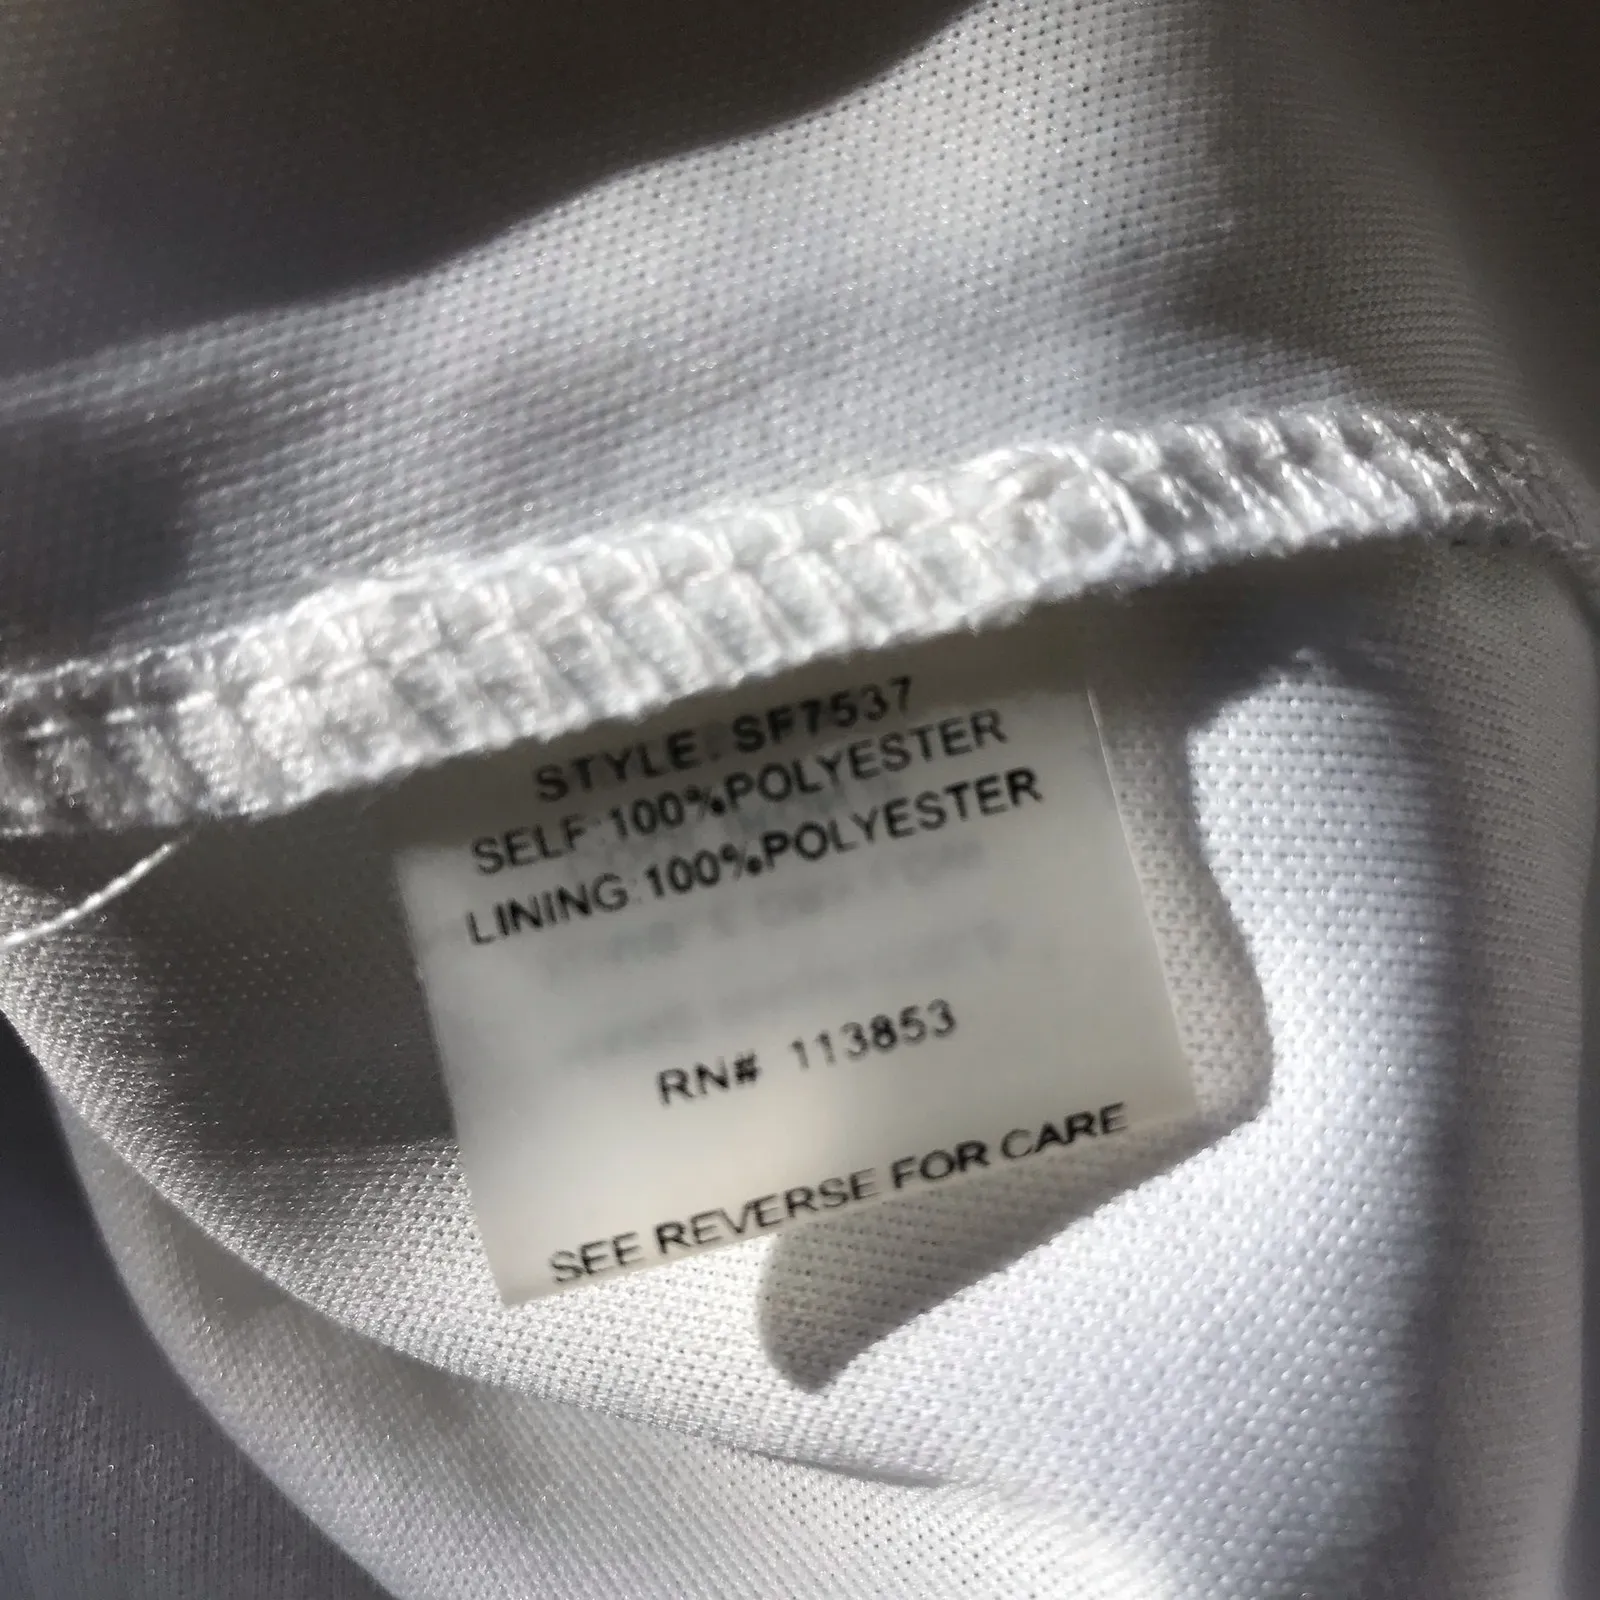 STYLE: SF7537
SELF:100%POLYESTER
LINING:100%POLYESTER
RN# 113853
SEE REVERSE FOR CARE